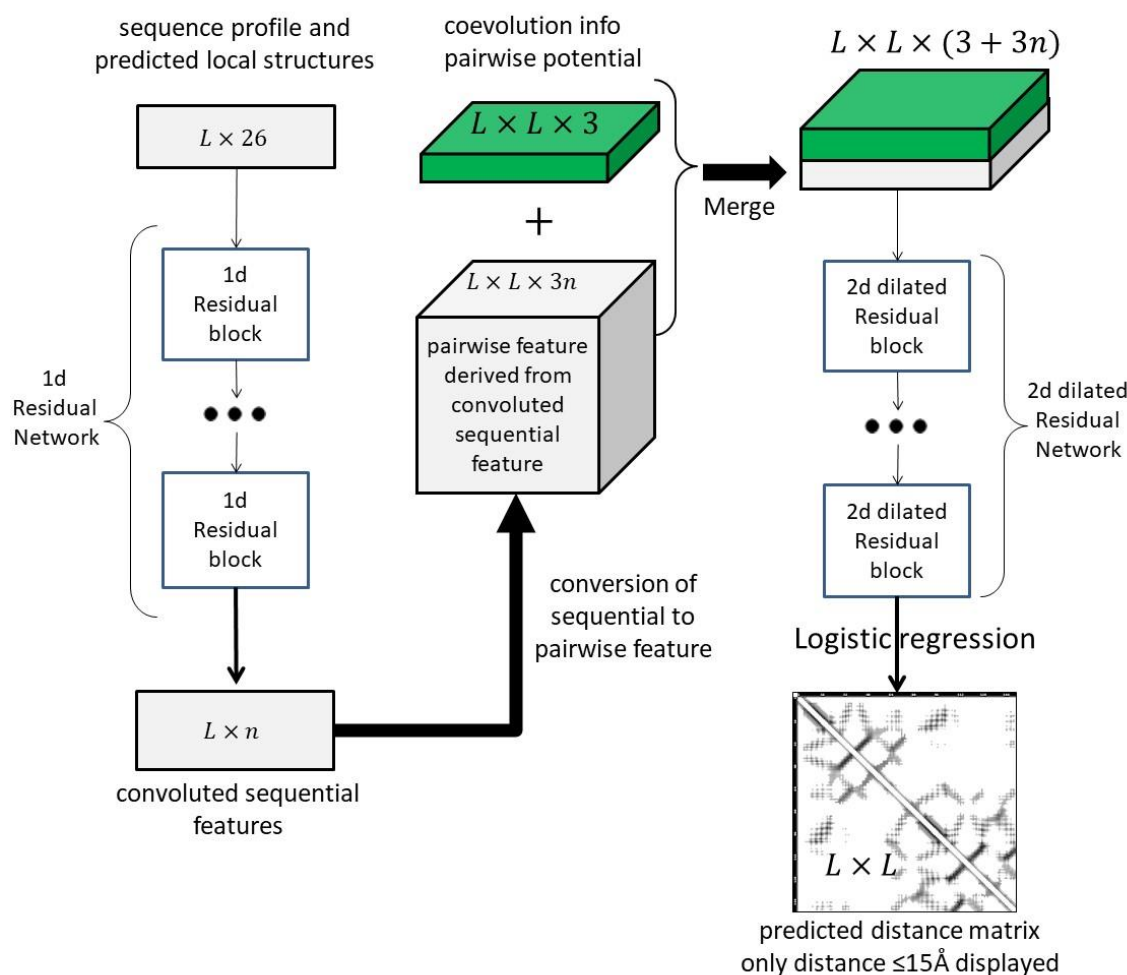 sequence profile and
predicted local structures
L × 26
1d
Residual
block
1d
Residual
Network
1d
Residual
block
L × n
convoluted sequential
features
coevolution info
pairwise potential
L × L × 3
+
L × L × 3n
pairwise feature
derived from
convoluted
sequential
feature
conversion of
sequential to
pairwise feature
Merge
L × L × (3 + 3n)
2d dilated
Residual
block
2d dilated
Residual
Network
2d dilated
Residual
block
Logistic regression
L × L
predicted distance matrix
only distance ≤15Å displayed